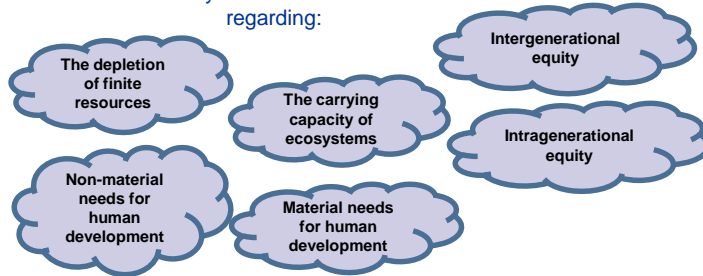 regarding:
The depletion
of finite
resources
The carrying
capacity of
ecosystems
Intergenerational
equity
Intragenerational
equity
Non-material
needs for
human
development
Material needs
for human
development